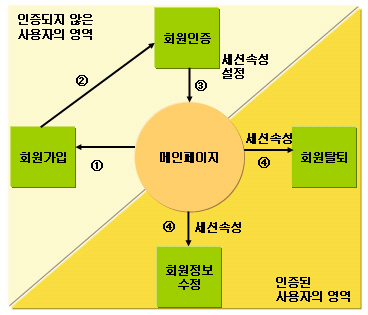 인증되지 않은
사용자의 영역
회원인증
세션속성
설정
②
③
회원가입
①
메인페이지
세션속성
④
회원탈퇴
④
세션속성
회원정보
수정
인증된
사용자의 영역